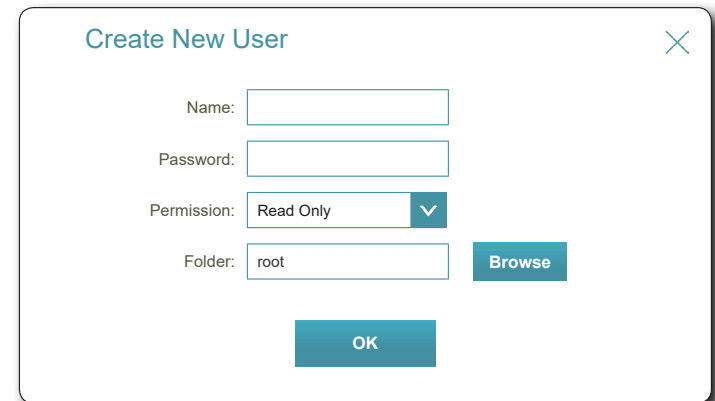 Create New User
Name:
Password:
Permission: Read Only
Folder: root Browse
OK